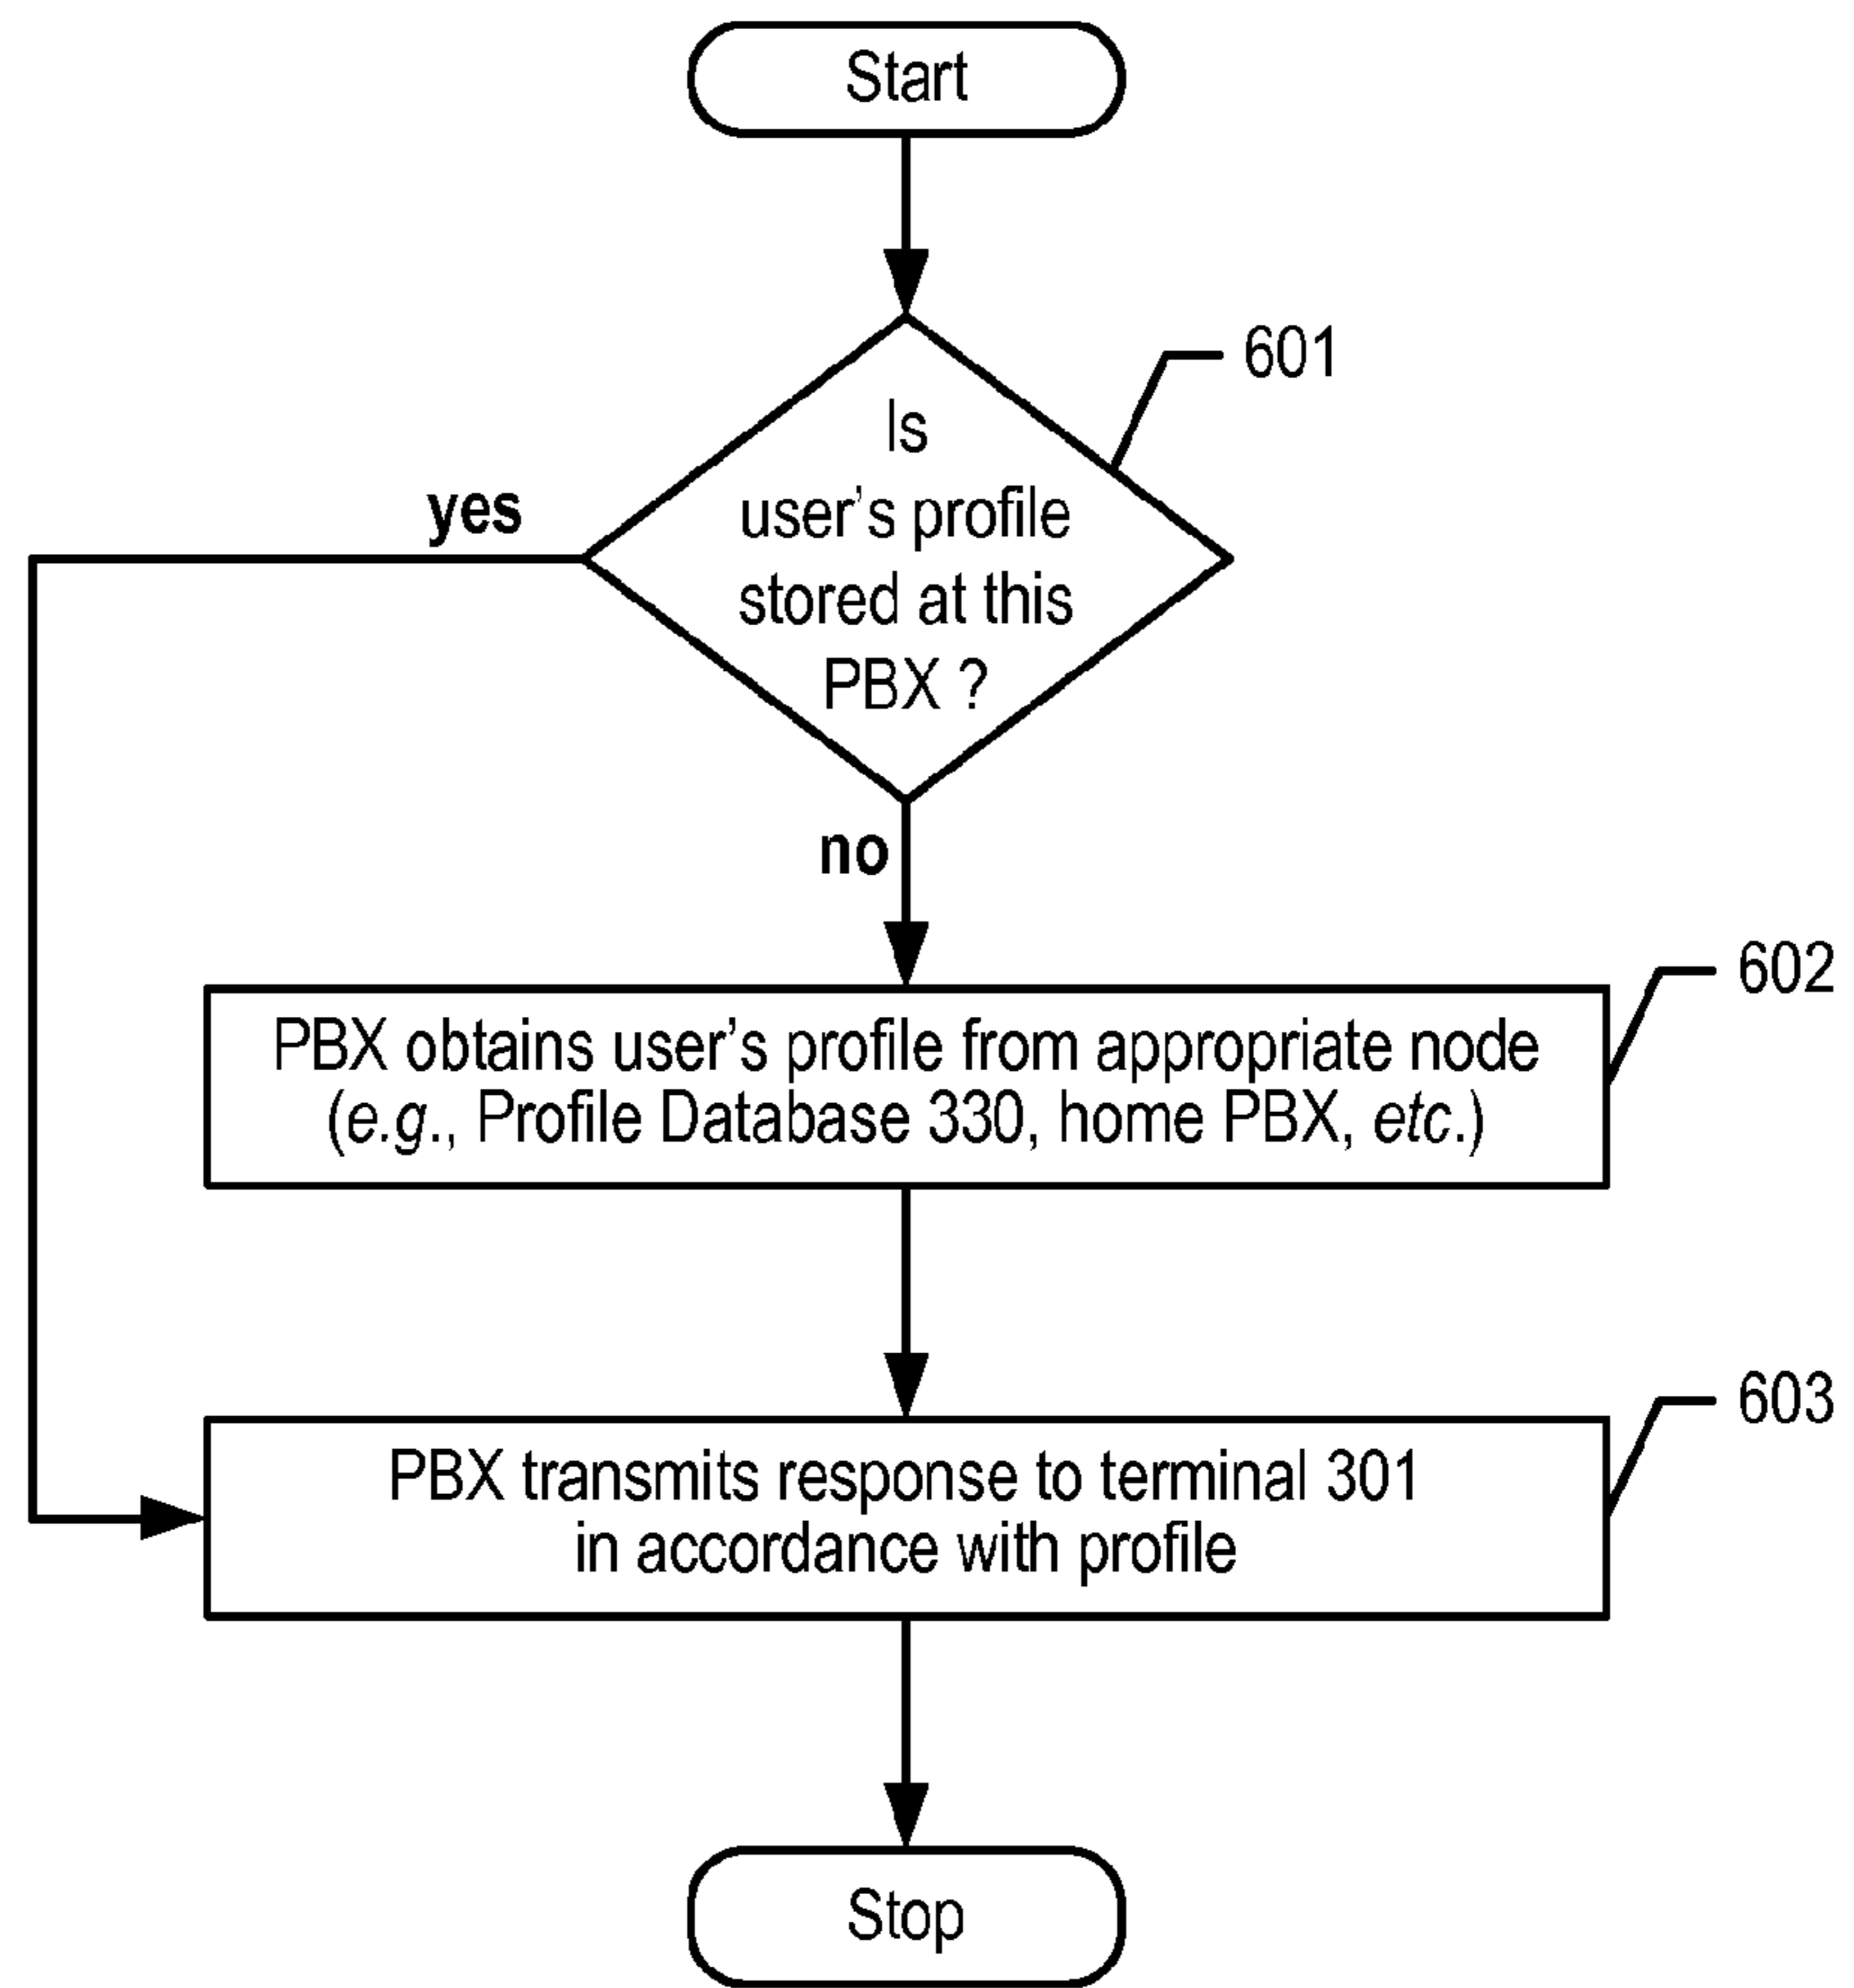 Start
601
Is
user's profile
stored at this
PBX ?
yes
no
602
PBX obtains user's profile from appropriate node
(e.g., Profile Database 330, home PBX, etc.)
603
PBX transmits response to terminal 301
in accordance with profile
Stop